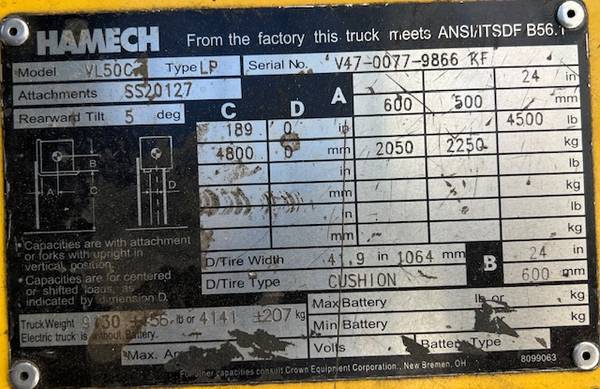 HAMECH From the factory this truck meets ANSI/ITSDF B56.1
Model VL50C Type LP Serial No. V47-0077-9866 RF
Attachments SS20127
Rearward Tilt 5 deg
C D A 24 in
600 500 mm
189 0 in 4500 lb
4800 0 mm 2050 2250 kg
in lb
mm kg
in lb
mm kg
A B C D
• Capacities are with attachment
or forks with upright in
vertical position.
• Capacities are for centered
or shifted loads, as
indicated by dimension D.
D/Tire Width 41.9 in 1064 mm B 24 in
D/Tire Type CUSHION 600 mm
Truck Weight lb or 4141 ±207 kg
Electric truck is without Battery.
Max Battery lb or kg
Min Battery kg
Max. Volts Battery Type
For other capacities consult Crown Equipment Corporation., New Bremen, OH 8099063